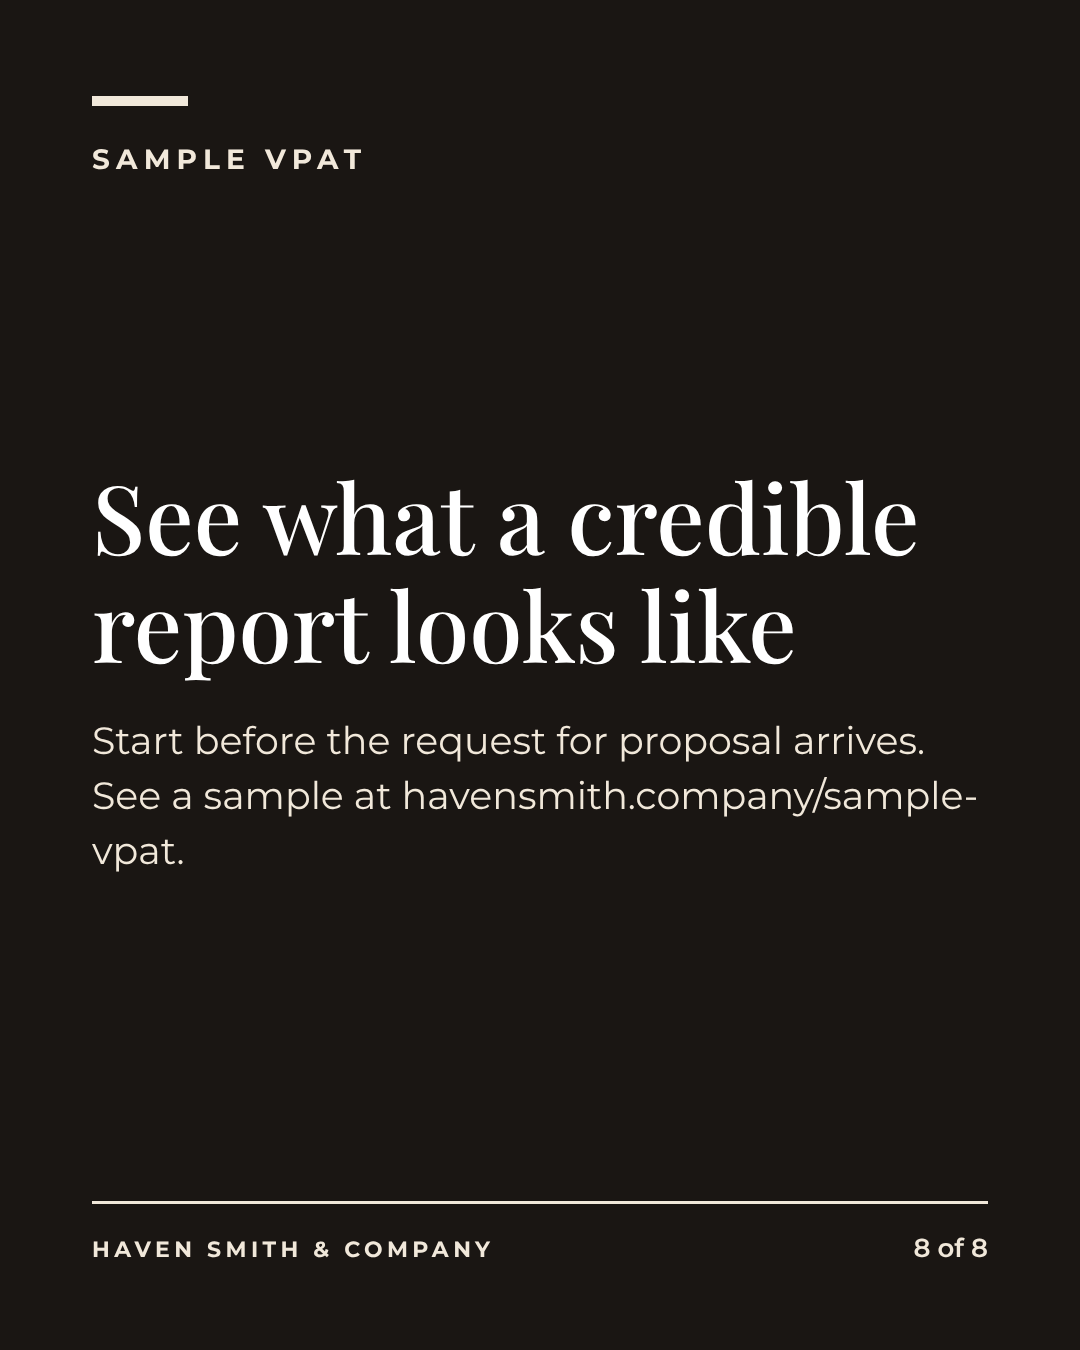 SAMPLE VPAT
See what a credible
report looks like
Start before the request for proposal arrives.
See a sample at havensmith.company/sample-
vpat.
HAVEN SMITH & COMPANY
8 of 8